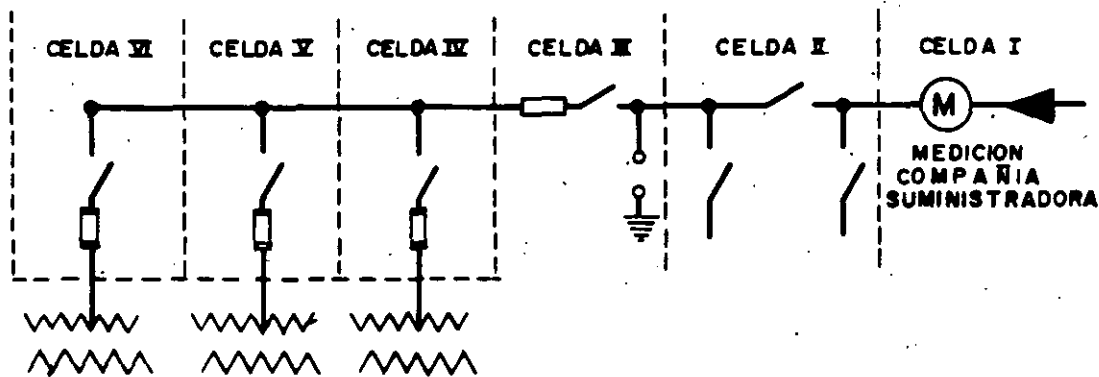 CELDA VI
CELDA V
CELDA IV
CELDA III
CELDA II
CELDA I
M
MEDICION
COMPAÑIA
SUMINISTRADORA